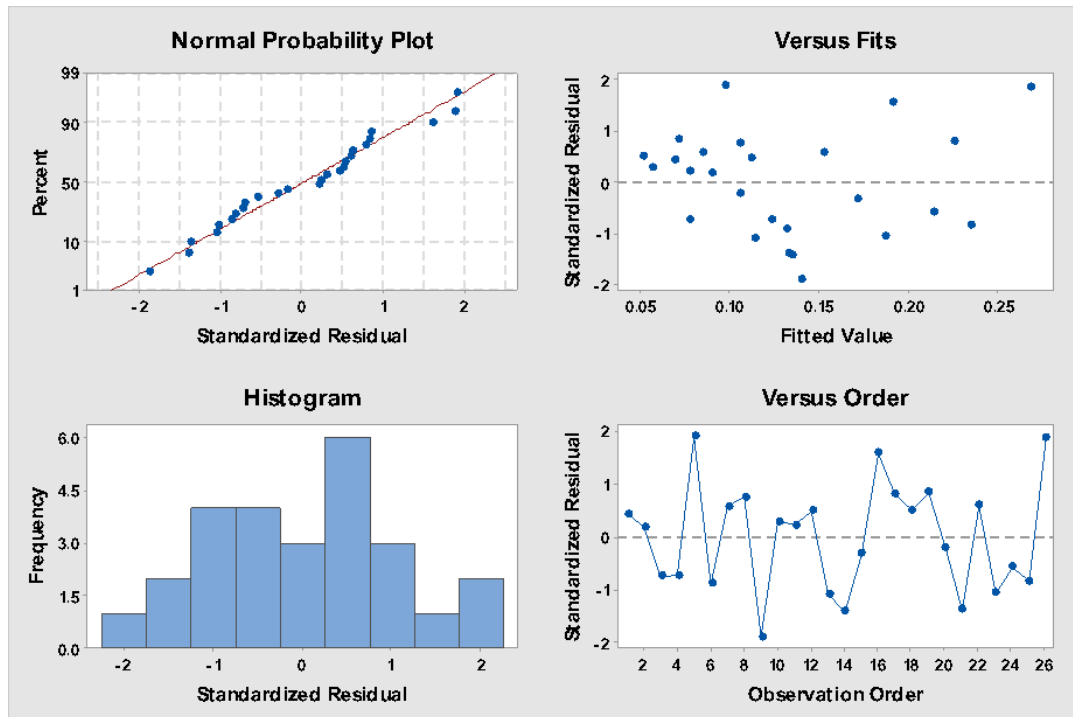 Normal Probability Plot
99
90
50
10
1
Percent
-2 -1 0 1 2
Standardized Residual
Versus Fits
2
1
0
-1
-2
Standardized Residual
0.05 0.10 0.15 0.20 0.25
Fitted Value
Histogram
6.0
4.5
3.0
1.5
0.0
Frequency
-2 -1 0 1 2
Standardized Residual
Versus Order
2
1
0
-1
-2
Standardized Residual
2 4 6 8 10 12 14 16 18 20 22 24 26
Observation Order